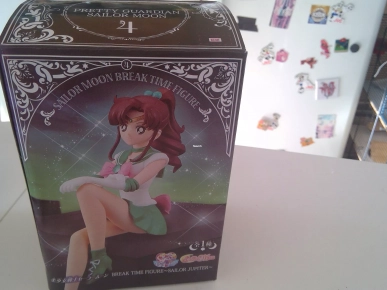 PRETTY GUARDIAN
SAILOR MOON
SAILOR MOON BREAK TIME FIGURE
BREAK TIME FIGURE ~SAILOR JUPITER~